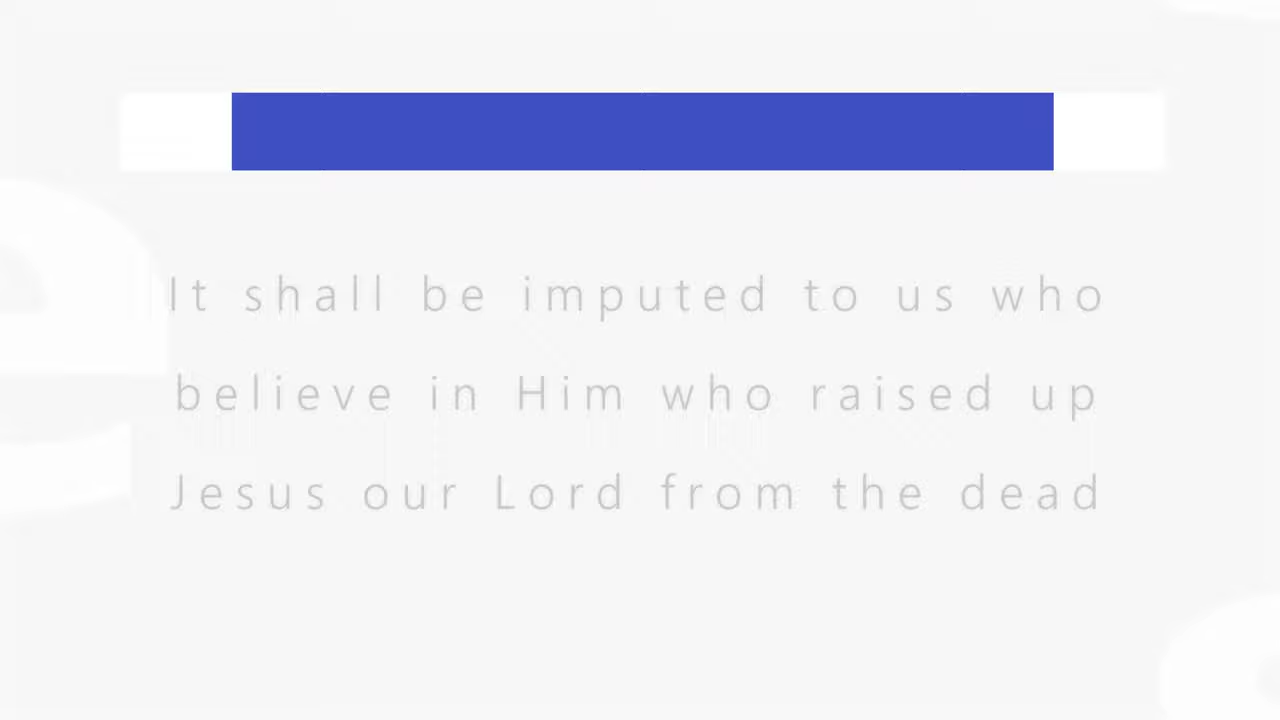 It shall be imputed to us who
believe in Him who raised up
Jesus our Lord from the dead